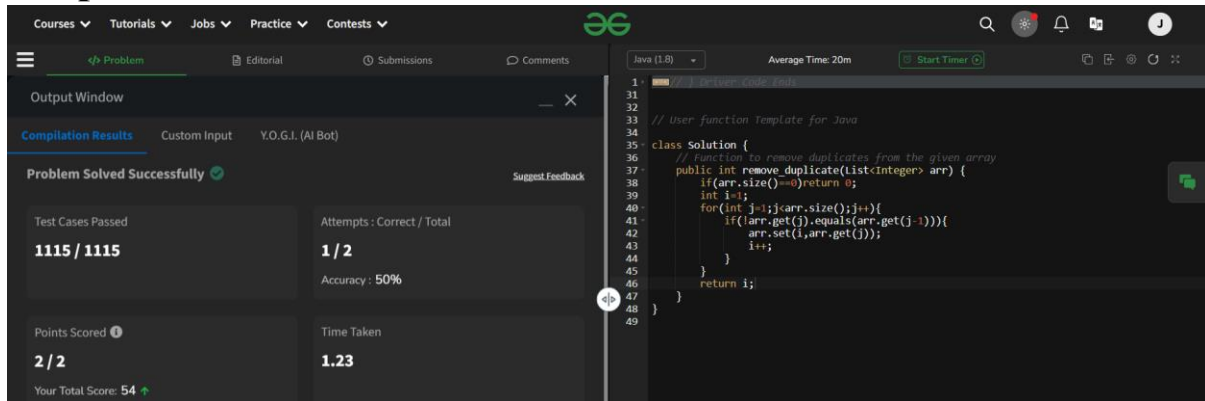 Courses Tutorials Jobs Practice Contests J
</> Problem Editorial Submissions Comments
Output Window
Compilation Results Custom Input Y.O.G.I. (AI Bot)
Problem Solved Successfully Suggest Feedback
Test Cases Passed
1115 / 1115
Attempts : Correct / Total
1 / 2
Accuracy : 50%
Points Scored
2 / 2
Your Total Score: 54
Time Taken
1.23
Java (1.8) Average Time: 20m Start Timer
1 // } Driver Code Ends
31
32
33 // User function Template for Java
34
35 class Solution {
36 // Function to remove duplicates from the given array
37 public int remove_duplicate(List<Integer> arr) {
38 if(arr.size()==0)return 0;
39 int i=1;
40 for(int j=1;j<arr.size();j++){
41 if(!arr.get(j).equals(arr.get(j-1))){
42 arr.set(i,arr.get(j));
43 i++;
44 }
45 }
46 return i;
47 }
48 }
49